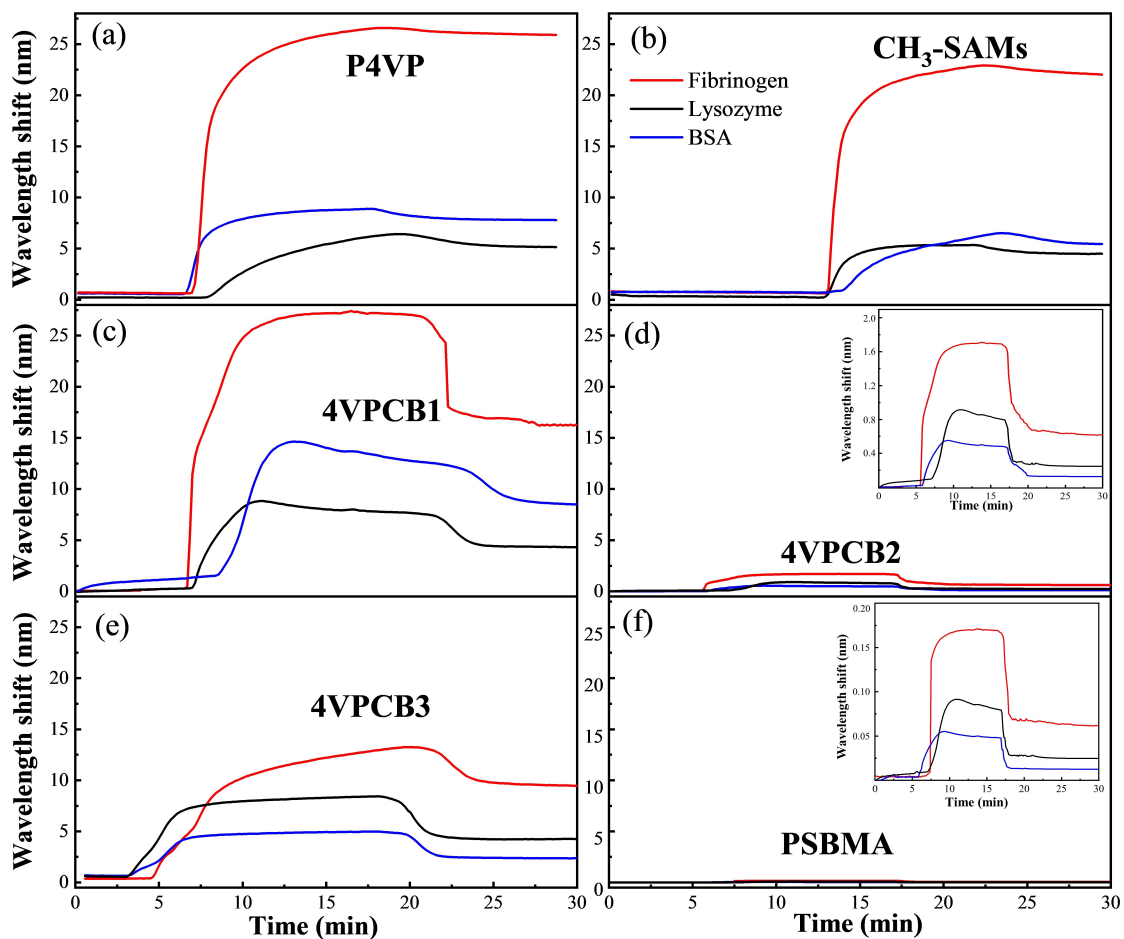 (a)
P4VP
Wavelength shift (nm)
25
20
15
10
5
0
(b)
CH₃-SAMs
Fibrinogen
Lysozyme
BSA
25
20
15
10
5
0
(c)
4VPCB1
Wavelength shift (nm)
25
20
15
10
5
0
(d)
4VPCB2
25
20
15
10
5
0
Wavelength shift (nm)
2.0
1.6
1.2
0.8
0.4
0 5 10 15 20 25 30
Time (min)
(e)
4VPCB3
Wavelength shift (nm)
25
20
15
10
5
0
0 5 10 15 20 25 30
Time (min)
(f)
PSBMA
25
20
15
10
5
0
Wavelength shift (nm)
0.20
0.15
0.10
0.05
0
0 5 10 15 20 25 30
Time (min)
0 5 10 15 20 25 30
Time (min)